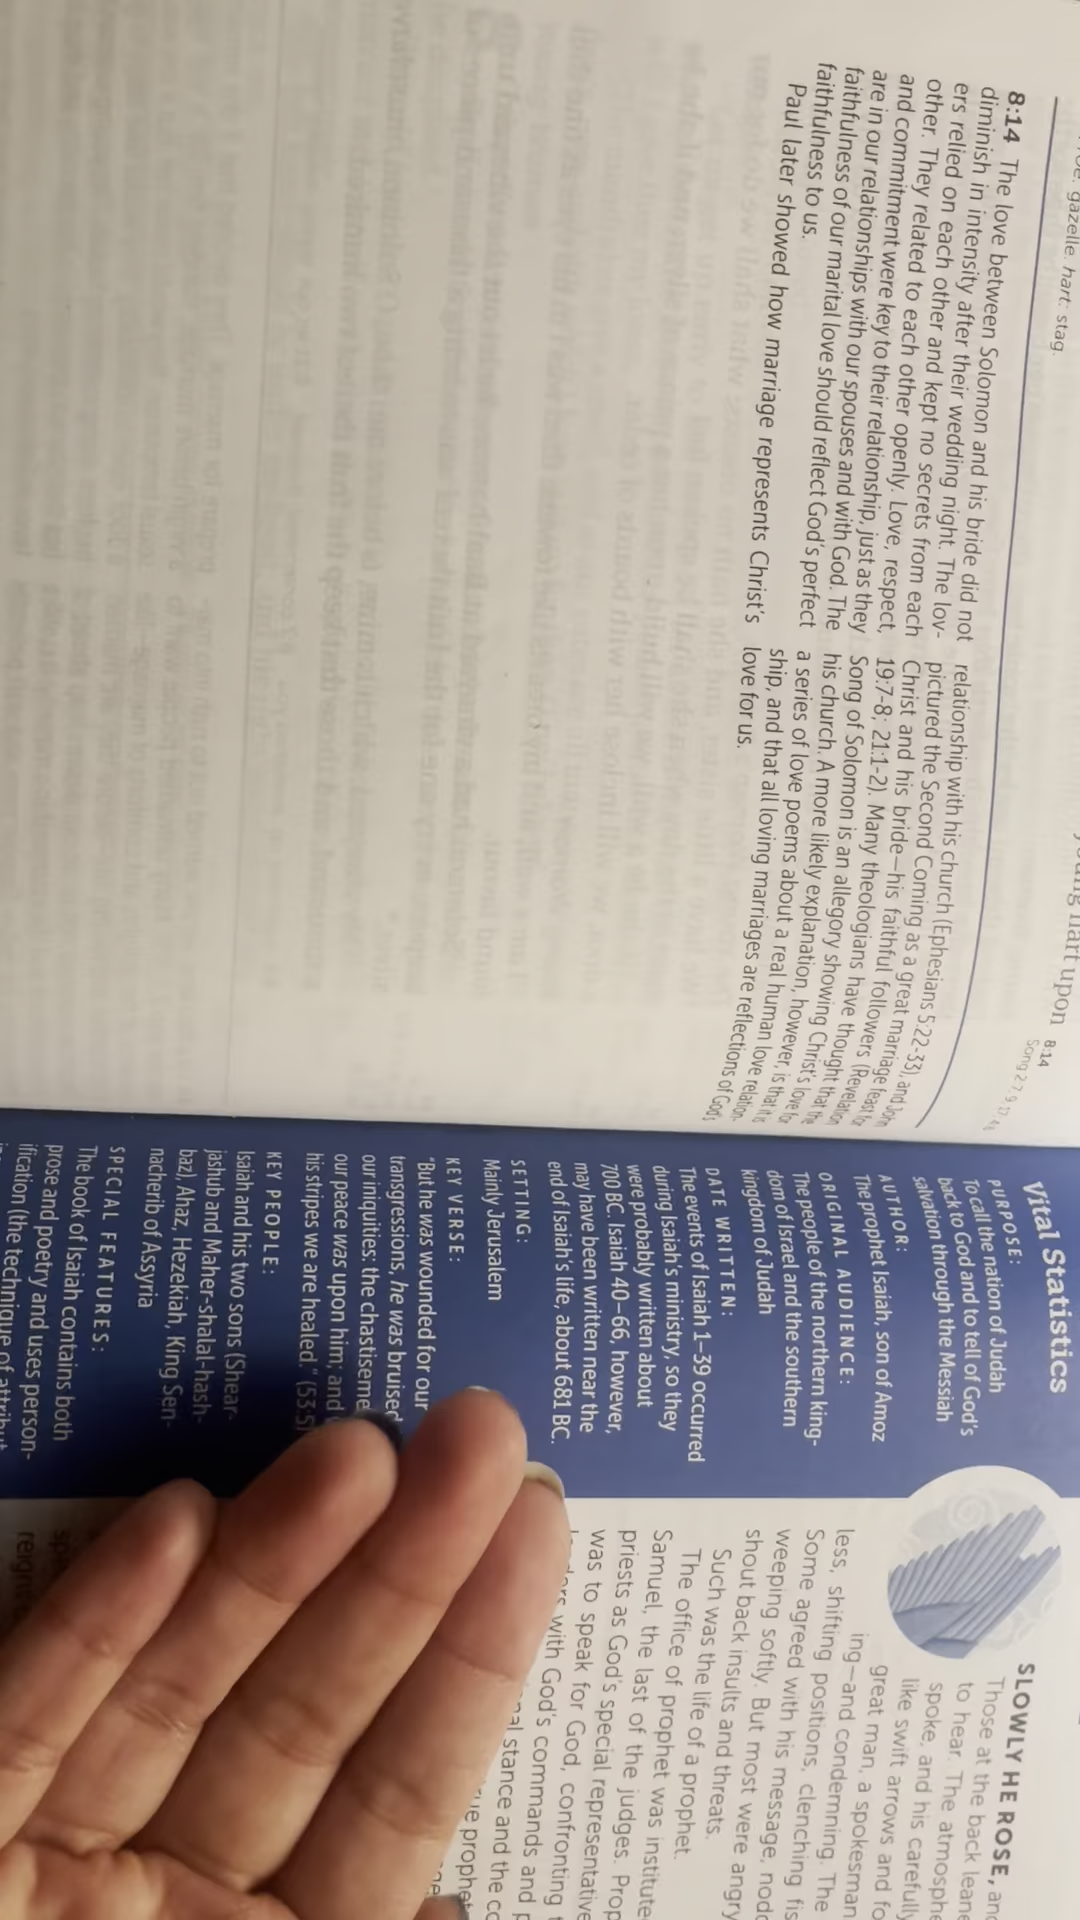 gazelle. hart: stag.
hart upon
8:14
Song 2:7, 9, 17; 4:6
8:14 The love between Solomon and his bride did not
diminish in intensity after their wedding night. The lov-
ers relied on each other and kept no secrets from each
other. They related to each other openly. Love, respect,
and commitment were key to their relationship, just as they
are in our relationships with our spouses and with God. The
faithfulness of our marital love should reflect God's perfect
faithfulness to us.
Paul later showed how marriage represents Christ's
relationship with his church (Ephesians 5:22-33), and John
pictured the Second Coming as a great marriage feast for
Christ and his bride—his faithful followers (Revelation
19:7-8; 21:1-2). Many theologians have thought that the
Song of Solomon is an allegory showing Christ's love for
his church. A more likely explanation, however, is that it is
a series of love poems about a real human love relation-
ship, and that all loving marriages are reflections of God's
love for us.
Vital Statistics
PURPOSE:
To call the nation of Judah
back to God and to tell of God's
salvation through the Messiah
AUTHOR:
The prophet Isaiah, son of Amoz
ORIGINAL AUDIENCE:
The people of the northern king-
dom of Israel and the southern
kingdom of Judah
DATE WRITTEN:
The events of Isaiah 1–39 occurred
during Isaiah's ministry, so they
were probably written about
700 BC. Isaiah 40–66, however,
may have been written near the
end of Isaiah's life, about 681 BC.
SETTING:
Mainly Jerusalem
KEY VERSE:
"But he was wounded for our
transgressions, he was bruised
our iniquities: the chastiseme
our peace was upon him; and
his stripes we are healed." (53:5)
KEY PEOPLE:
Isaiah and his two sons (Shear-
jashub and Maher-shalal-hash-
baz), Ahaz, Hezekiah, King Sen-
nacherib of Assyria
SPECIAL FEATURES:
The book of Isaiah contains both
prose and poetry and uses person-
ification (the technique of
SLOWLY HE ROSE, an
Those at the back leane
to hear. The atmosphe
spoke, and his carefully
like swift arrows and fo
great man, a spokesman
ing—and condemning. The
less, shifting positions, clenching fis
Some agreed with his message, nodd
weeping softly. But most were angry
shout back insults and threats.
Such was the life of a prophet.
The office of prophet was institute
Samuel, the last of the judges. Prop
priests as God's special representative
was to speak for God, confronting
with God's commands and p
stance and the co
prophet
reign